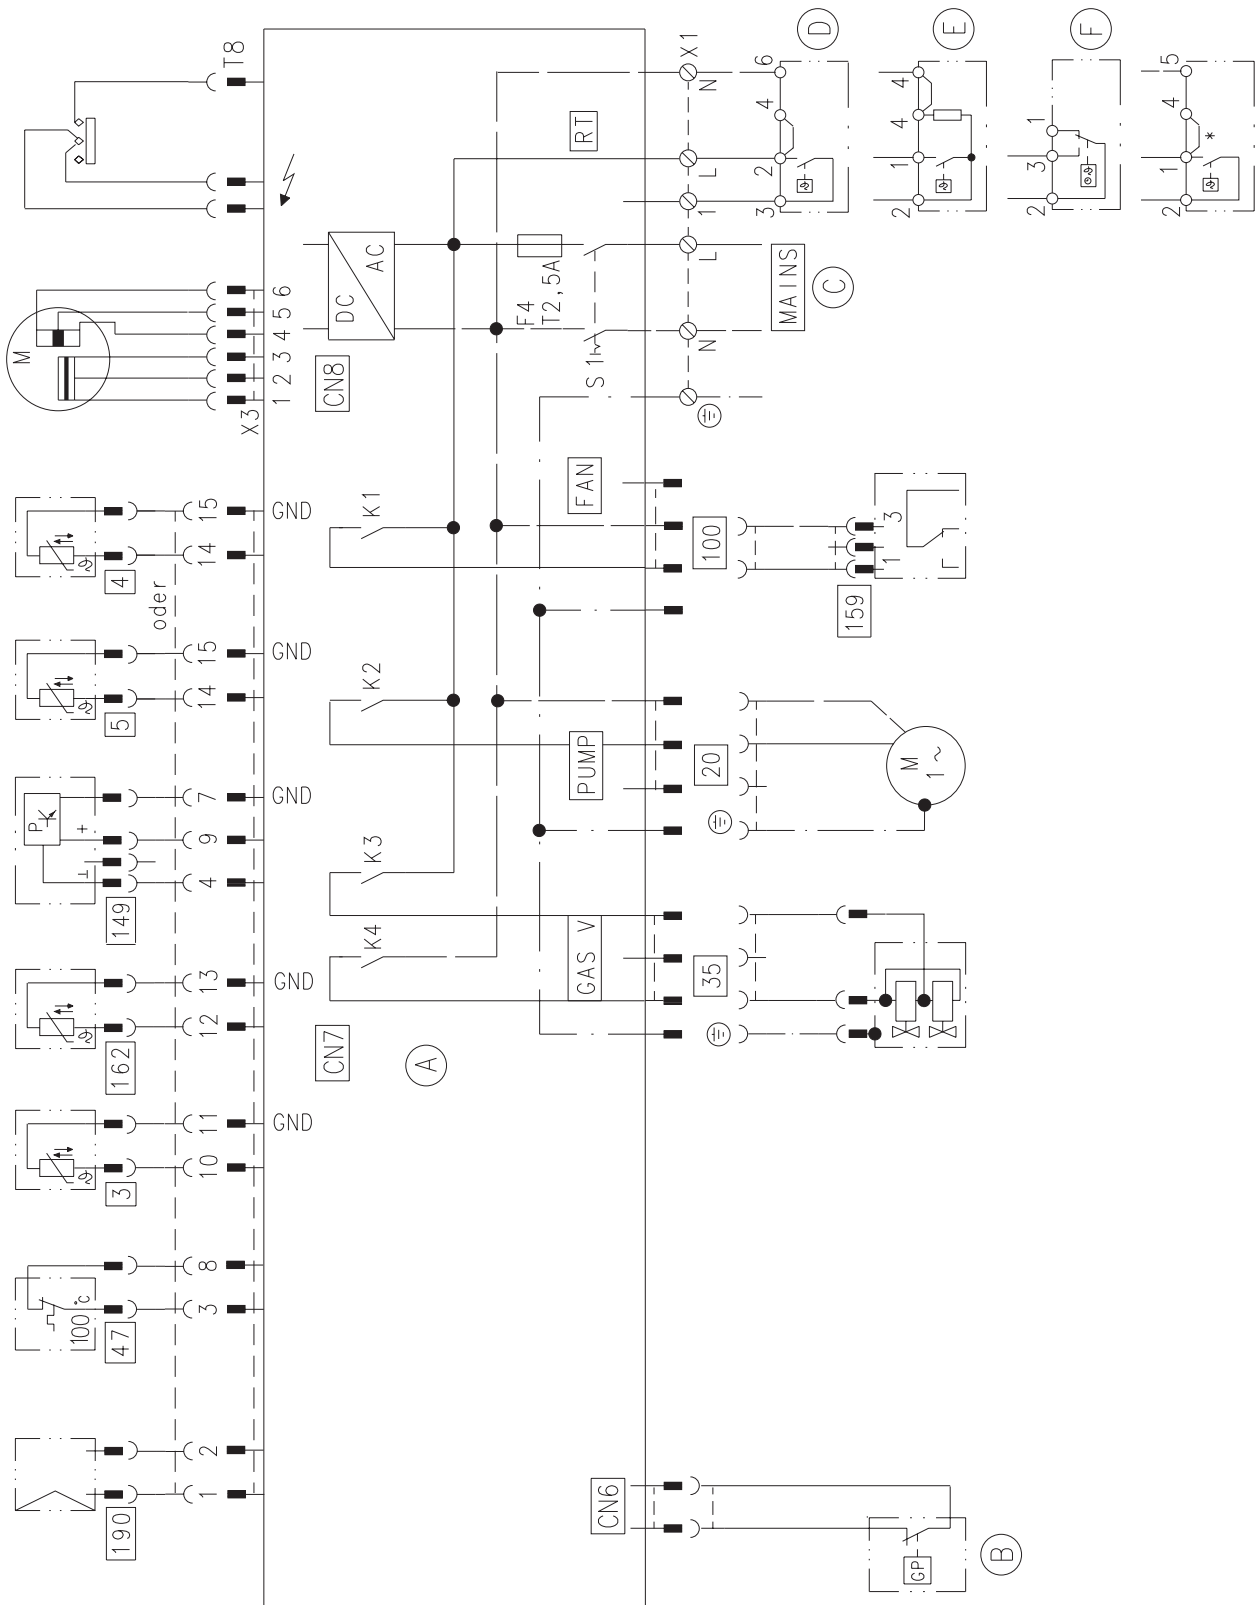 T8
M
X3
1 2 3 4 5 6
CN8
DC
AC
RT
F4
T2,5A
S1
X1
N
L
1
L
N
MAINS
C
D
6
4
2
3
E
4
4
1
2
F
1
3
2
5
4
1
2
*
4
15
14
GND
oder
5
15
14
GND
149
P
+
7
9
4
GND
162
13
12
GND
3
11
10
GND
47
100 °C
8
3
190
2
1
K1
K2
K3
K4
CN7
A
FAN
100
159
3
1
PUMP
20
M
1~
GAS V
35
CN6
GP
B